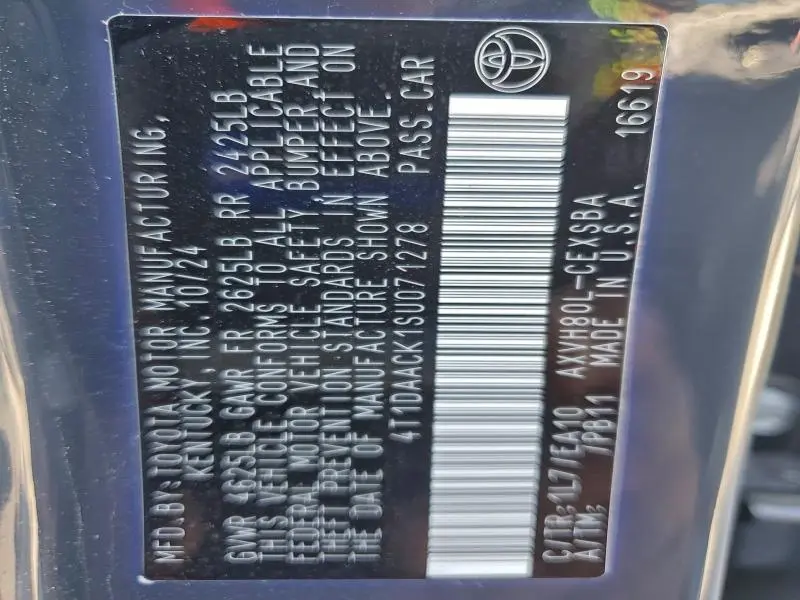 MFD.BY:TOYOTA MOTOR MANUFACTURING,
KENTUCKY, INC.10/24
GVWR 4625LB GAWR FR 2625LB RR 2425LB
THIS VEHICLE CONFORMS TO ALL APPLICABLE
FEDERAL MOTOR VEHICLE SAFETY, BUMPER, AND
THEFT PREVENTION STANDARDS IN EFFECT ON
THE DATE OF MANUFACTURE SHOWN ABOVE.
4T1DAACK1SU071278 PASS.CAR
C/TR:1L7/EA10 AXVH80L-CEXSBA
A/TM: /PB11 MADE IN U.S.A. 16619